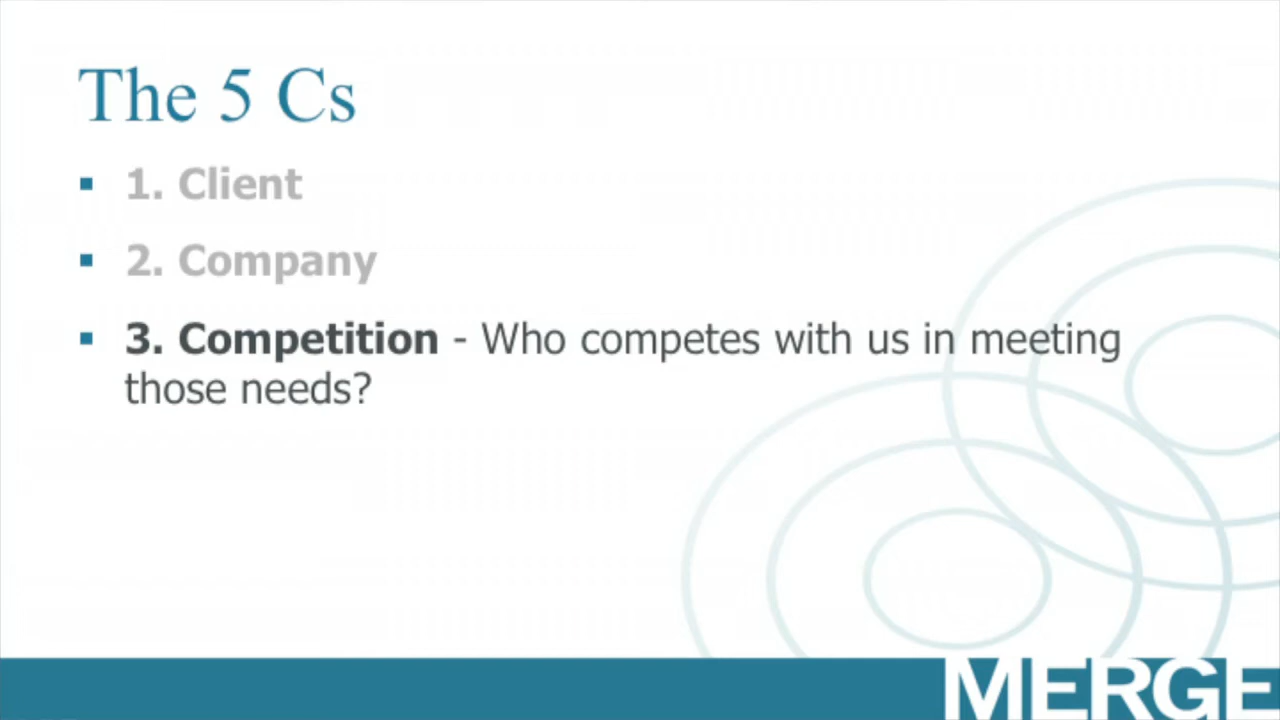 The 5 Cs
1. Client
2. Company
3. Competition - Who competes with us in meeting
those needs?
MERGE